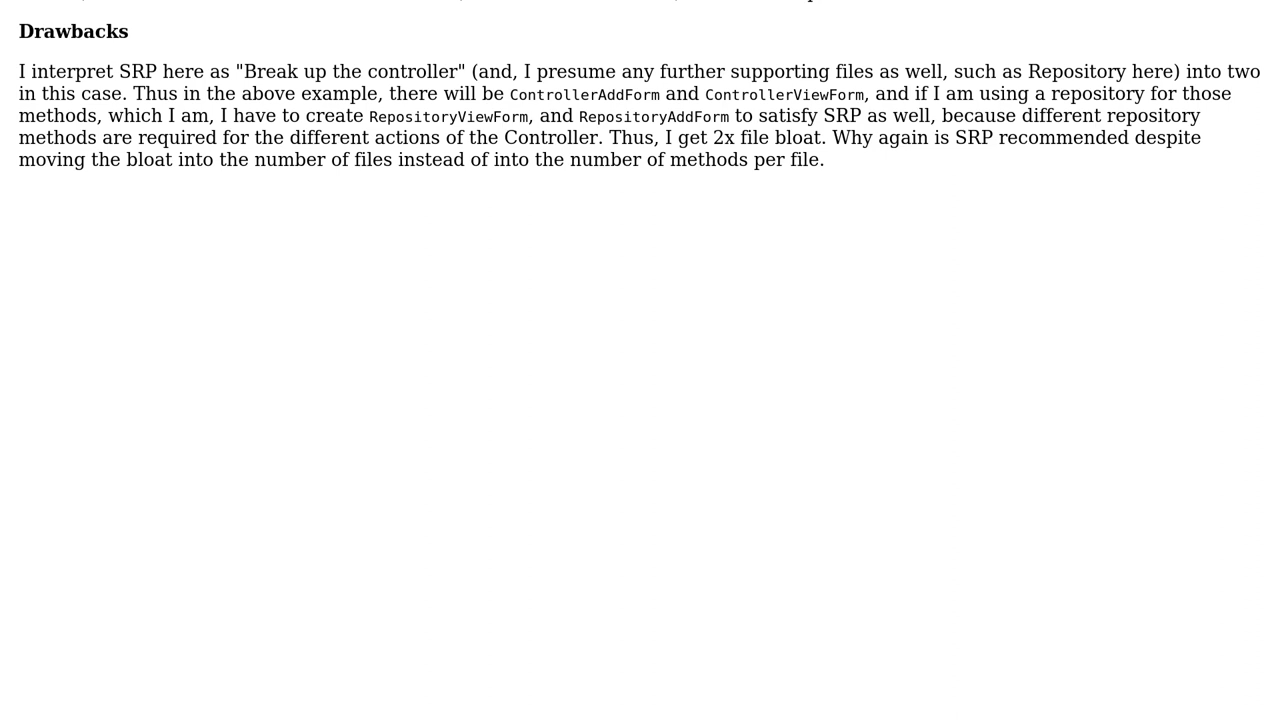 Drawbacks
I interpret SRP here as "Break up the controller" (and, I presume any further supporting files as well, such as Repository here) into two
in this case. Thus in the above example, there will be ControllerAddForm and ControllerViewForm, and if I am using a repository for those
methods, which I am, I have to create RepositoryViewForm, and RepositoryAddForm to satisfy SRP as well, because different repository
methods are required for the different actions of the Controller. Thus, I get 2x file bloat. Why again is SRP recommended despite
moving the bloat into the number of files instead of into the number of methods per file.